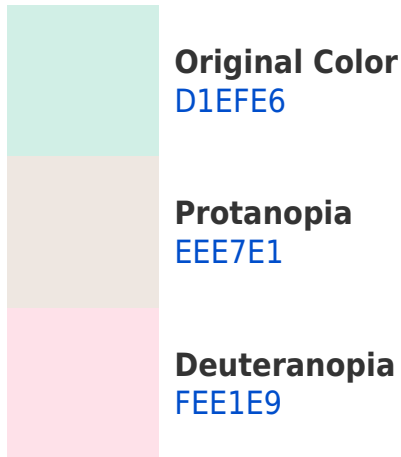 Original Color
D1EFE6
Protanopia
EEE7E1
Deuteranopia
FEE1E9